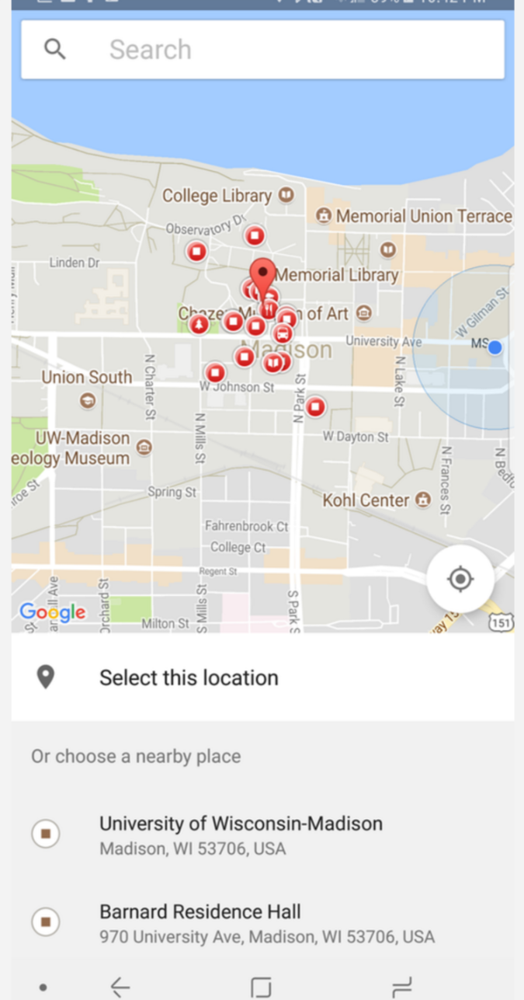 Search
College Library
Observatory Dr
Memorial Union Terrace
Linden Dr
Memorial Library
W Gilman St
of Art
University Ave
MS
Madison
Union South
N Charter St
W Johnson St
N Park St
N Lake St
N Mills St
W Dayton St
UW-Madison
eology Museum
N Frances St
N Bedfo
roe St
Spring St
Kohl Center
Fahrenbrook Ct
College Ct
Regent St
Orchard St
S Mills St
S Park S
Google
Milton St
151
Select this location
Or choose a nearby place
University of Wisconsin-Madison
Madison, WI 53706, USA
Barnard Residence Hall
970 University Ave, Madison, WI 53706, USA